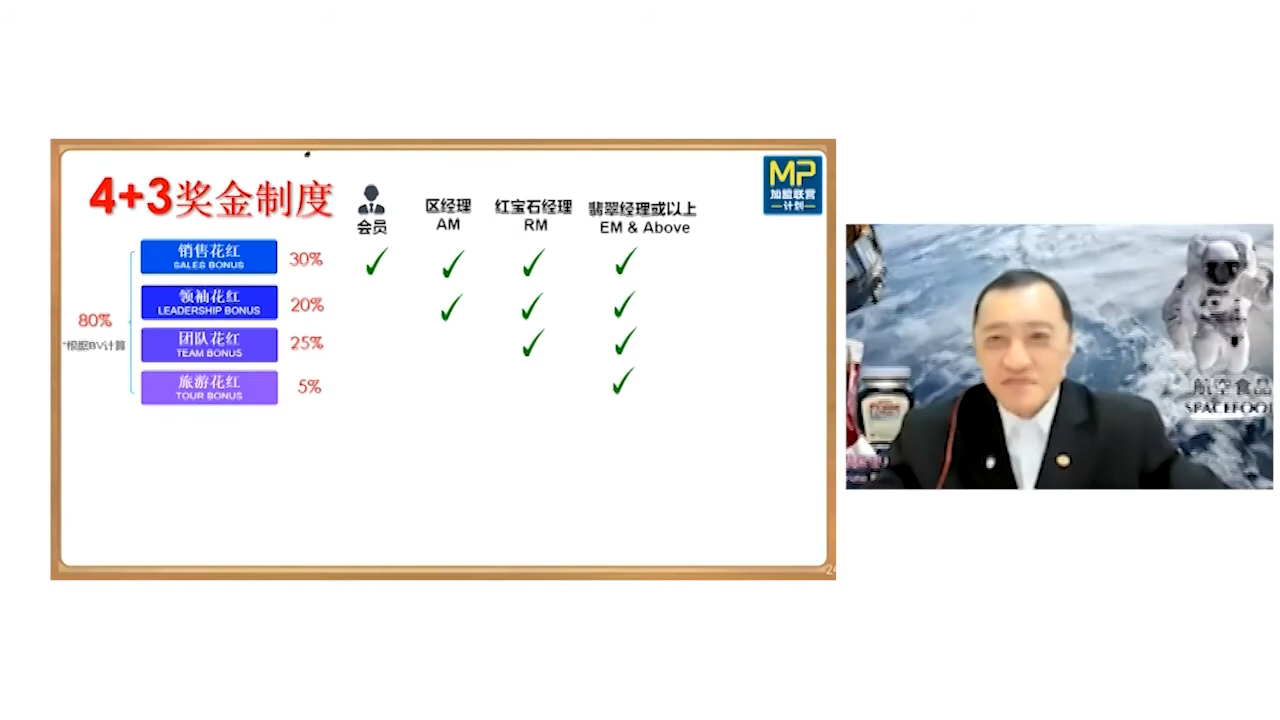 4+3奖金制度
会员
区经理
AM
红宝石经理
RM
翡翠经理或以上
EM & Above
MP
加盟联营
计划
销售花红
SALES BONUS
30%
领袖花红
LEADERSHIP BONUS
20%
团队花红
TEAM BONUS
25%
旅游花红
TOUR BONUS
5%
80%
*根据BV计算
24
航空食品
SPACEFOO